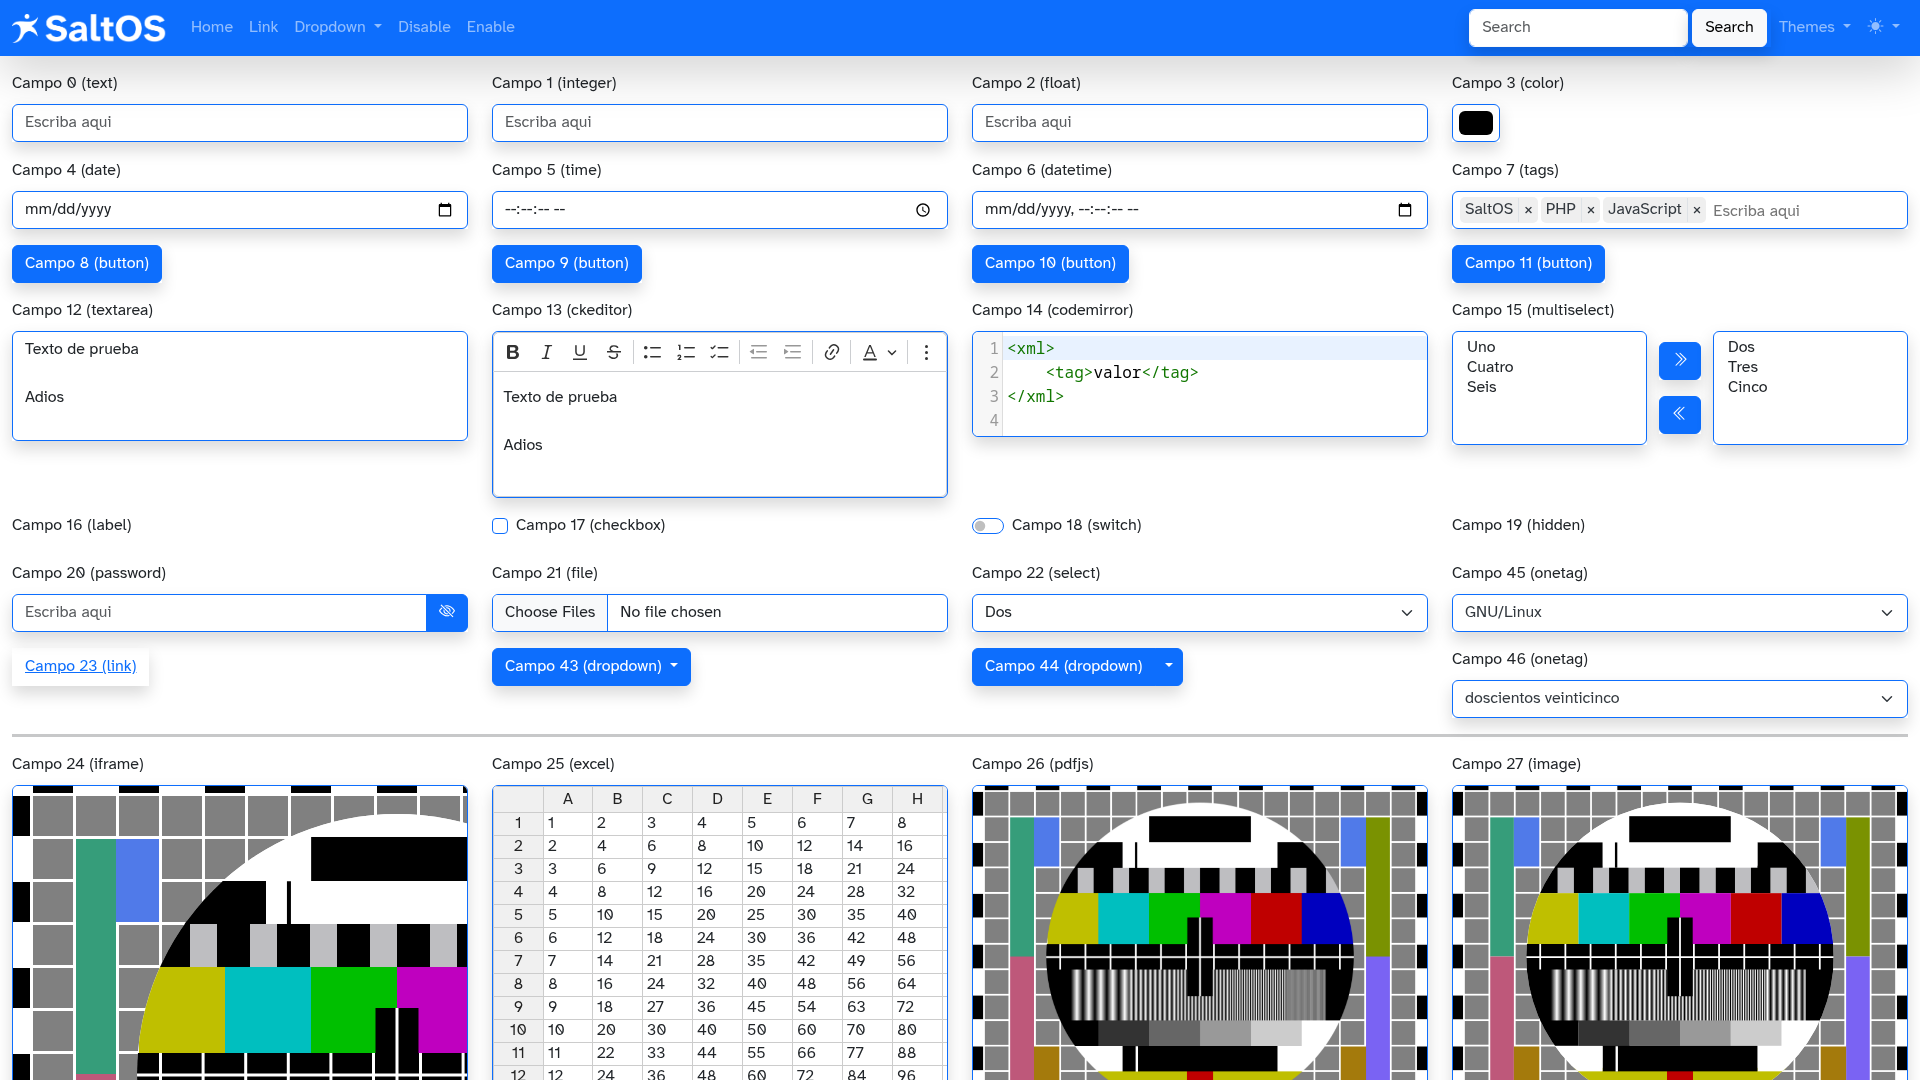 SaltOS Home Link Dropdown Disable Enable Search Search Themes
Campo 0 (text) Campo 1 (integer) Campo 2 (float) Campo 3 (color)
Escriba aqui Escriba aqui Escriba aqui
Campo 4 (date) Campo 5 (time) Campo 6 (datetime) Campo 7 (tags)
mm/dd/yyyy --:--:-- -- mm/dd/yyyy, --:--:-- -- SaltOS × PHP × JavaScript × Escriba aqui
Campo 8 (button) Campo 9 (button) Campo 10 (button) Campo 11 (button)
Campo 12 (textarea)
Texto de prueba
Adios
Campo 13 (ckeditor)
B I U S A
Texto de prueba
Adios
Campo 14 (codemirror)
1 <xml>
2     <tag>valor</tag>
3 </xml>
4
Campo 15 (multiselect)
Uno
Cuatro
Seis
Dos
Tres
Cinco
Campo 16 (label) Campo 17 (checkbox) Campo 18 (switch) Campo 19 (hidden)
Campo 20 (password) Campo 21 (file) Campo 22 (select) Campo 45 (onetag)
Escriba aqui Choose Files No file chosen Dos GNU/Linux
Campo 23 (link) Campo 43 (dropdown) Campo 44 (dropdown) Campo 46 (onetag)
doscientos veinticinco
Campo 24 (iframe) Campo 25 (excel) Campo 26 (pdfjs) Campo 27 (image)
A B C D E F G H
1 1 2 3 4 5 6 7 8
2 2 4 6 8 10 12 14 16
3 3 6 9 12 15 18 21 24
4 4 8 12 16 20 24 28 32
5 5 10 15 20 25 30 35 40
6 6 12 18 24 30 36 42 48
7 7 14 21 28 35 42 49 56
8 8 16 24 32 40 48 56 64
9 9 18 27 36 45 54 63 72
10 10 20 30 40 50 60 70 80
11 11 22 33 44 55 66 77 88
12 12 24 36 48 60 72 84 96